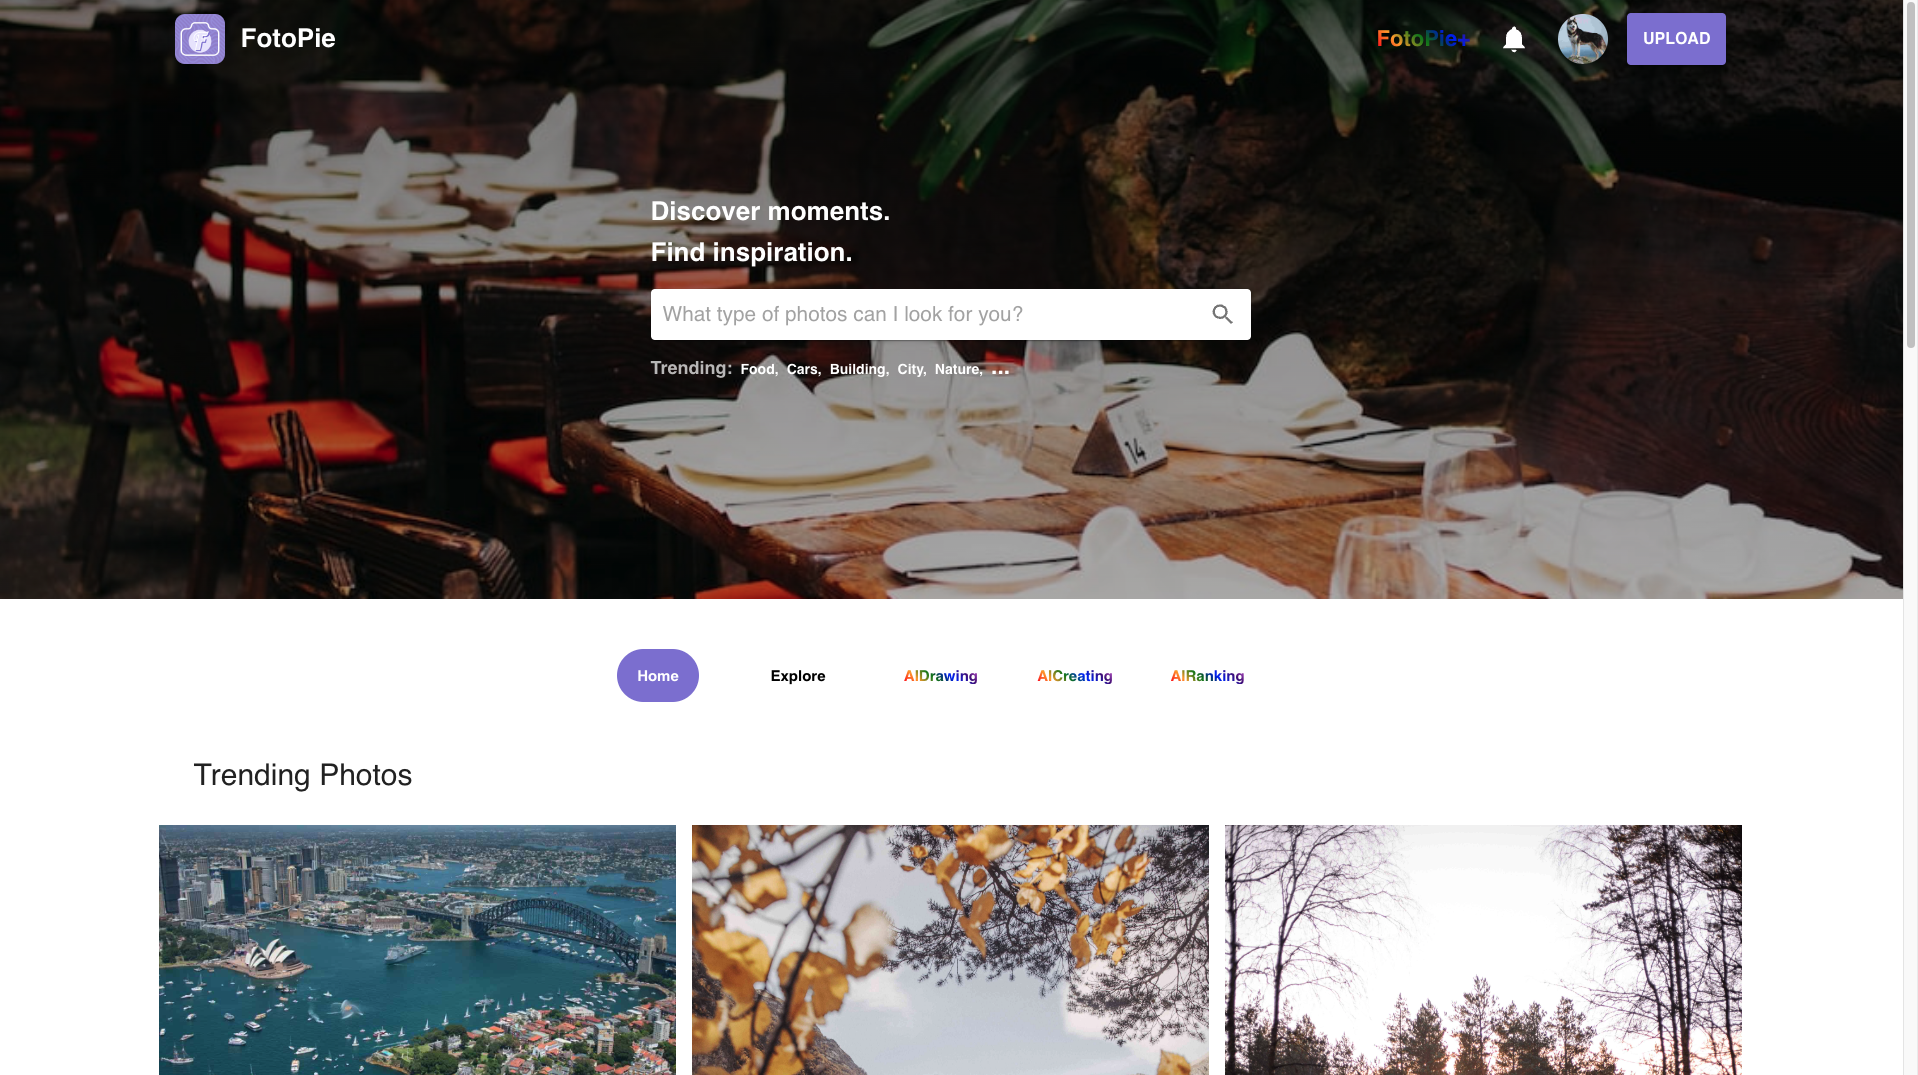 FotoPie
FotoPie+
UPLOAD
Discover moments.
Find inspiration.
What type of photos can I look for you?
Trending: Food, Cars, Building, City, Nature, ...
14
Home
Explore
AIDrawing
AICreating
AIRanking
Trending Photos